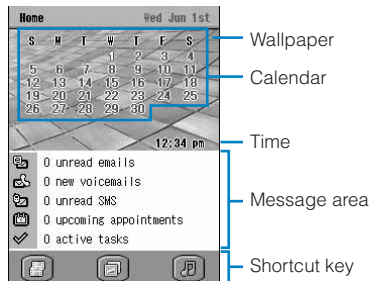 Home Wed Jun 1st
S M T W T F S
1 2 3 4
5 6 7 8 9 10 11
12 13 14 15 16 17 18
19 20 21 22 23 24 25
26 27 28 29 30
12:34 pm
0 unread emails
0 new voicemails
0 unread SMS
0 upcoming appointments
0 active tasks
Wallpaper
Calendar
Time
Message area
Shortcut key